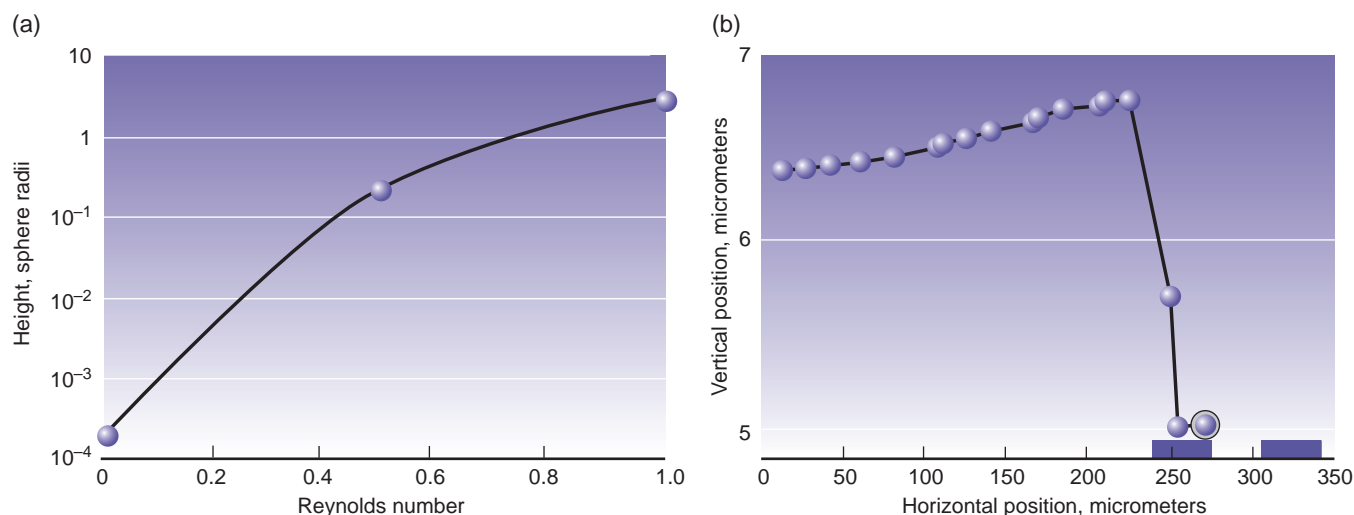 (a)
10
1
10–1
10–2
10–3
10–4
Height, sphere radii
0 0.2 0.4 0.6 0.8 1.0
Reynolds number
(b)
7
6
5
Vertical position, micrometers
0 50 100 150 200 250 300 350
Horizontal position, micrometers